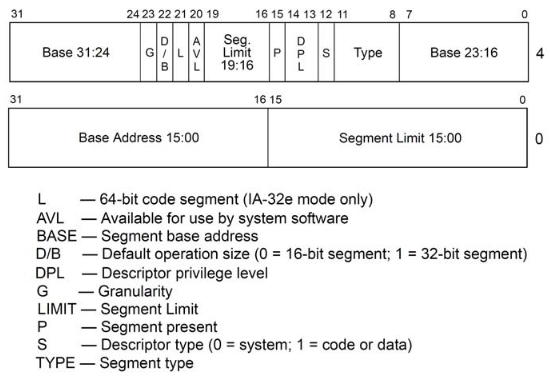 31 24 23 22 21 20 19 16 15 14 13 12 11 8 7 0
Base 31:24 G D/B L AVL Seg. Limit 19:16 P DPL S Type Base 23:16 4
31 16 15 0
Base Address 15:00 Segment Limit 15:00 0
L — 64-bit code segment (IA-32e mode only)
AVL — Available for use by system software
BASE — Segment base address
D/B — Default operation size (0 = 16-bit segment; 1 = 32-bit segment)
DPL — Descriptor privilege level
G — Granularity
LIMIT — Segment Limit
P — Segment present
S — Descriptor type (0 = system; 1 = code or data)
TYPE — Segment type